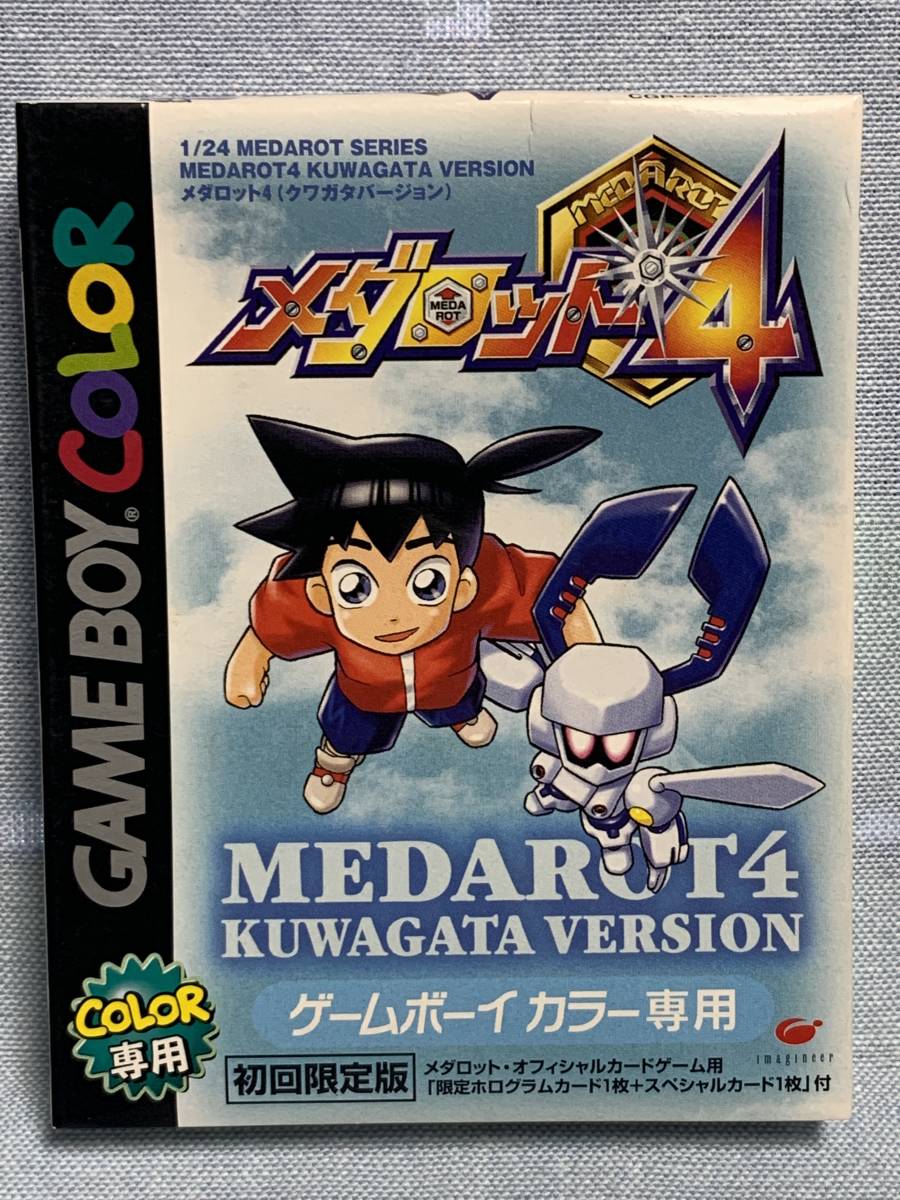 1/24 MEDAROT SERIES
MEDAROT4 KUWAGATA VERSION
メダロット4(クワガタバージョン)
MEDAROT
メダロット4
MEDA
ROT
GAME BOY® COLOR
MEDAROT4
KUWAGATA VERSION
ゲームボーイ カラー専用
COLOR
専用
imagineer
初回限定版
メダロット・オフィシャルカードゲーム用
「限定ホログラムカード1枚+スペシャルカード1枚」付